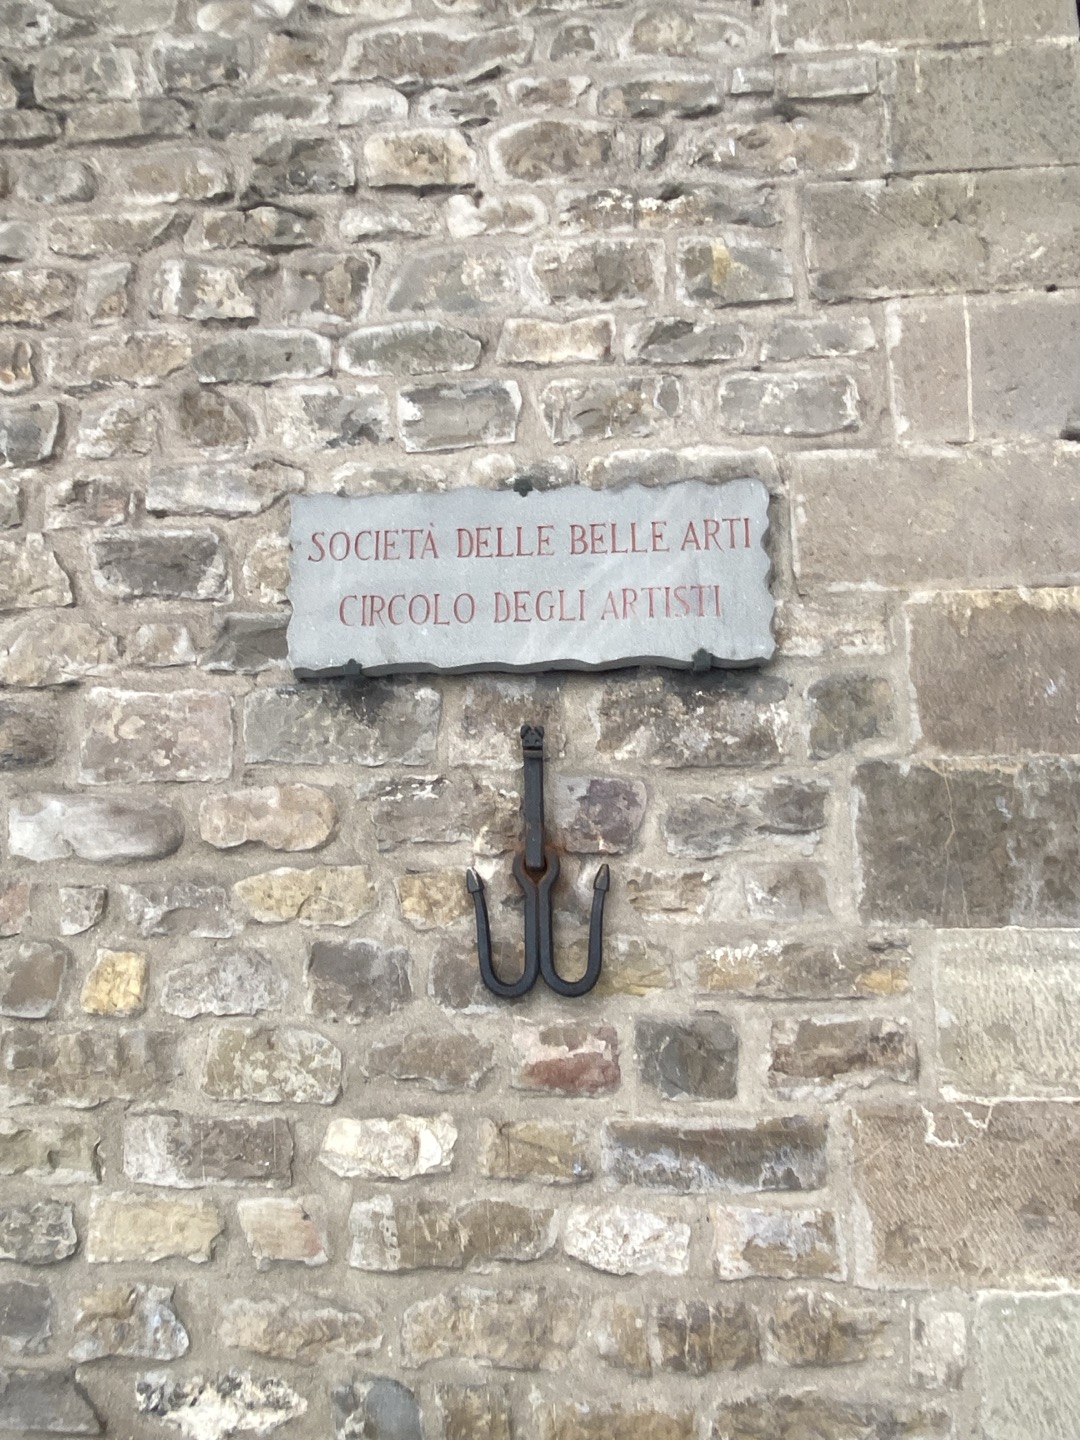 SOCIETÀ DELLE BELLE ARTI
CIRCOLO DEGLI ARTISTI